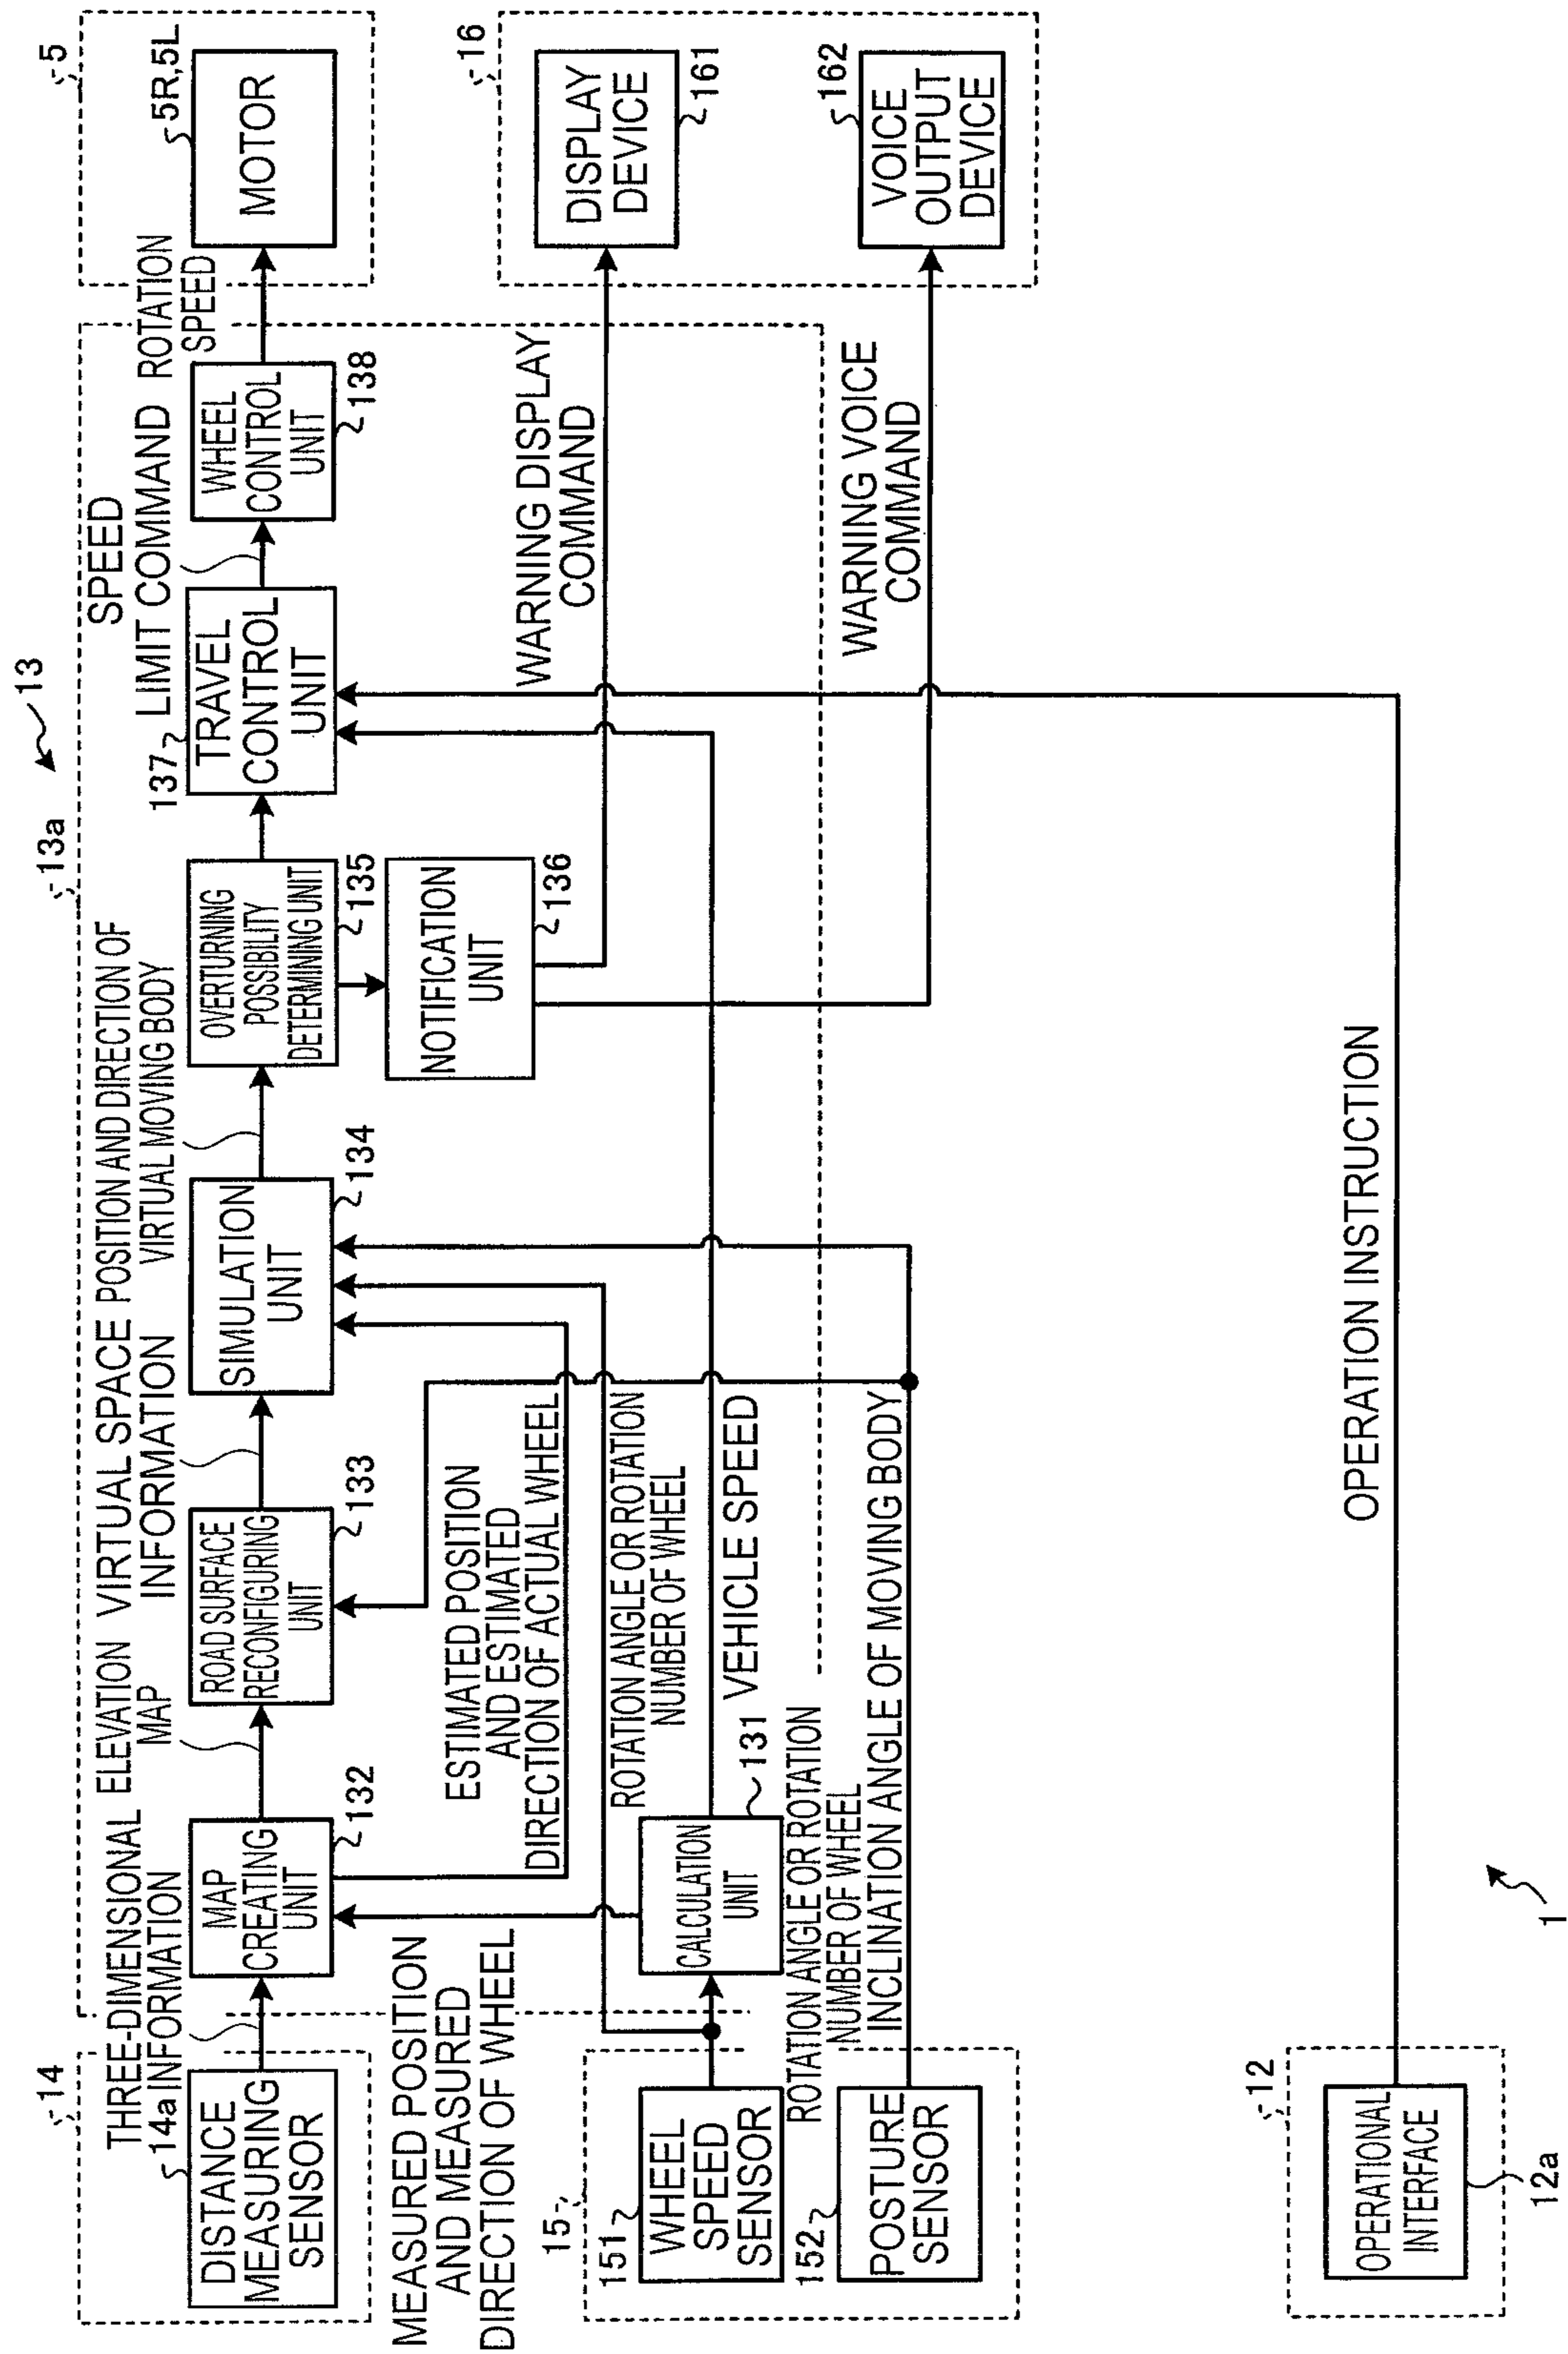 13
13a
14
THREE-DIMENSIONAL
INFORMATION
14a
DISTANCE
MEASURING
SENSOR
MAP
CREATING
UNIT
132
ELEVATION
MAP
ROAD SURFACE
RECONFIGURING
UNIT
133
VIRTUAL SPACE
INFORMATION
SIMULATION
UNIT
134
POSITION AND DIRECTION OF
VIRTUAL MOVING BODY
OVERTURNING
POSSIBILITY
DETERMINING UNIT
135
137
TRAVEL
CONTROL
UNIT
SPEED
LIMIT COMMAND
WHEEL
CONTROL
UNIT
138
ROTATION
SPEED
5
5R,5L
MOTOR
NOTIFICATION
UNIT
136
WARNING DISPLAY
COMMAND
16
DISPLAY
DEVICE
161
WARNING VOICE
COMMAND
162
VOICE
OUTPUT
DEVICE
MEASURED POSITION
AND MEASURED
DIRECTION OF WHEEL
ESTIMATED POSITION
AND ESTIMATED
DIRECTION OF ACTUAL WHEEL
ROTATION ANGLE OR ROTATION
NUMBER OF WHEEL
VEHICLE SPEED
15
151
WHEEL
SPEED
SENSOR
CALCULATION
UNIT
131
ROTATION ANGLE OR ROTATION
NUMBER OF WHEEL
INCLINATION ANGLE OF MOVING BODY
152
POSTURE
SENSOR
12
OPERATIONAL
INTERFACE
12a
OPERATION INSTRUCTION
1